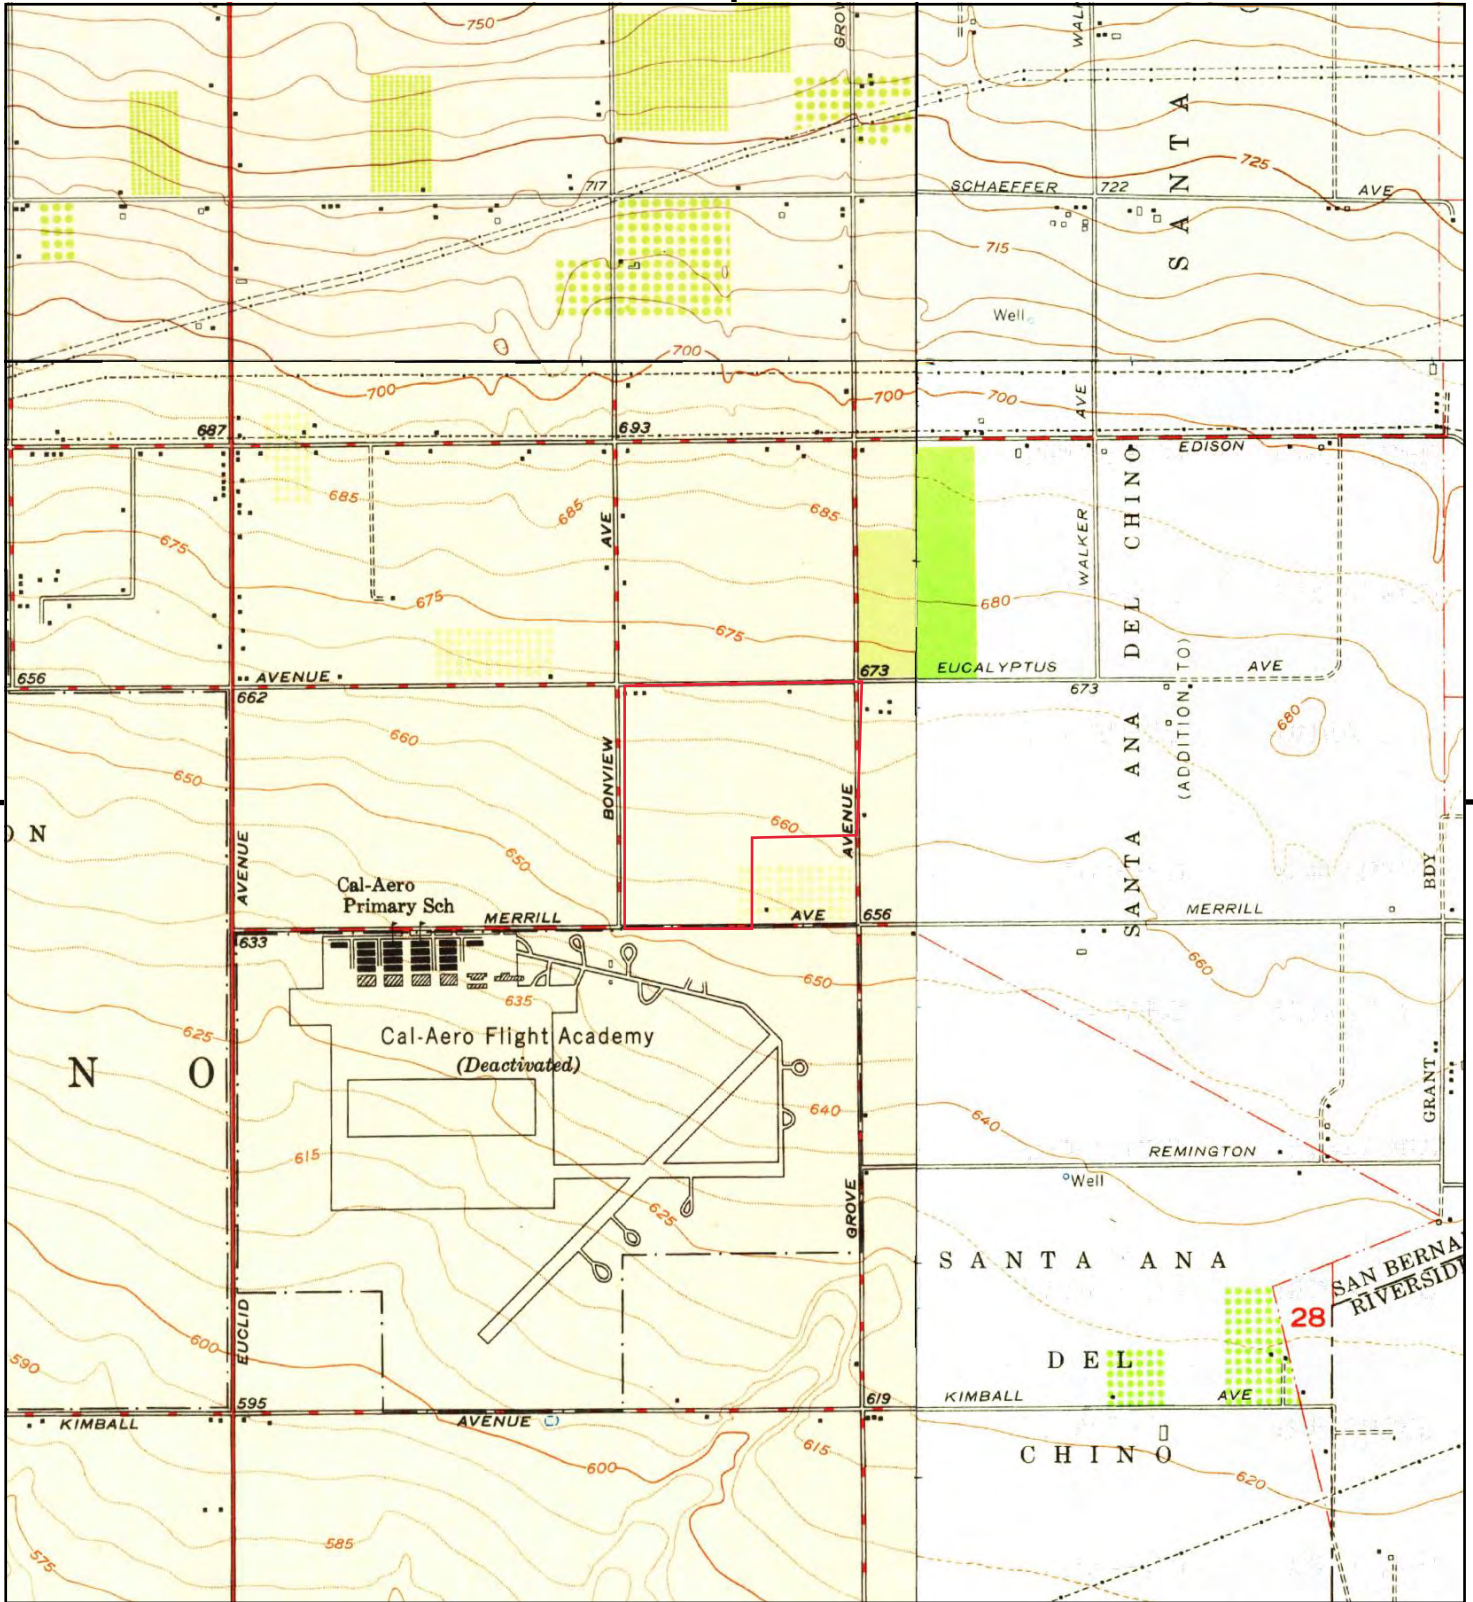 750
GROV
WAL
SANTA
717
SCHAEFFER
722
725
AVE
715
Well
700
700
700
700
AVE
687
693
EDISON
685
685
685
AVE
675
675
675
WALKER
680
DEL CHINO
656
AVENUE
662
673
EUCALYPTUS
AVE
673
(ADDITION TO)
680
660
650
BONVIEW
660
AVENUE
650
SANTA ANA
O N
AVENUE
Cal-Aero
Primary Sch
MERRILL
AVE
656
MERRILL
BDY
633
650
660
635
625
Cal-Aero Flight Academy
(Deactivated)
N O
640
640
GRANT
615
REMINGTON
Well
625
GROVE
SANTA ANA
SAN BERNA
RIVERSID
28
EUCLID
600
590
DEL
595
619
KIMBALL
AVE
KIMBALL
AVENUE
615
CHINO
600
620
585
575